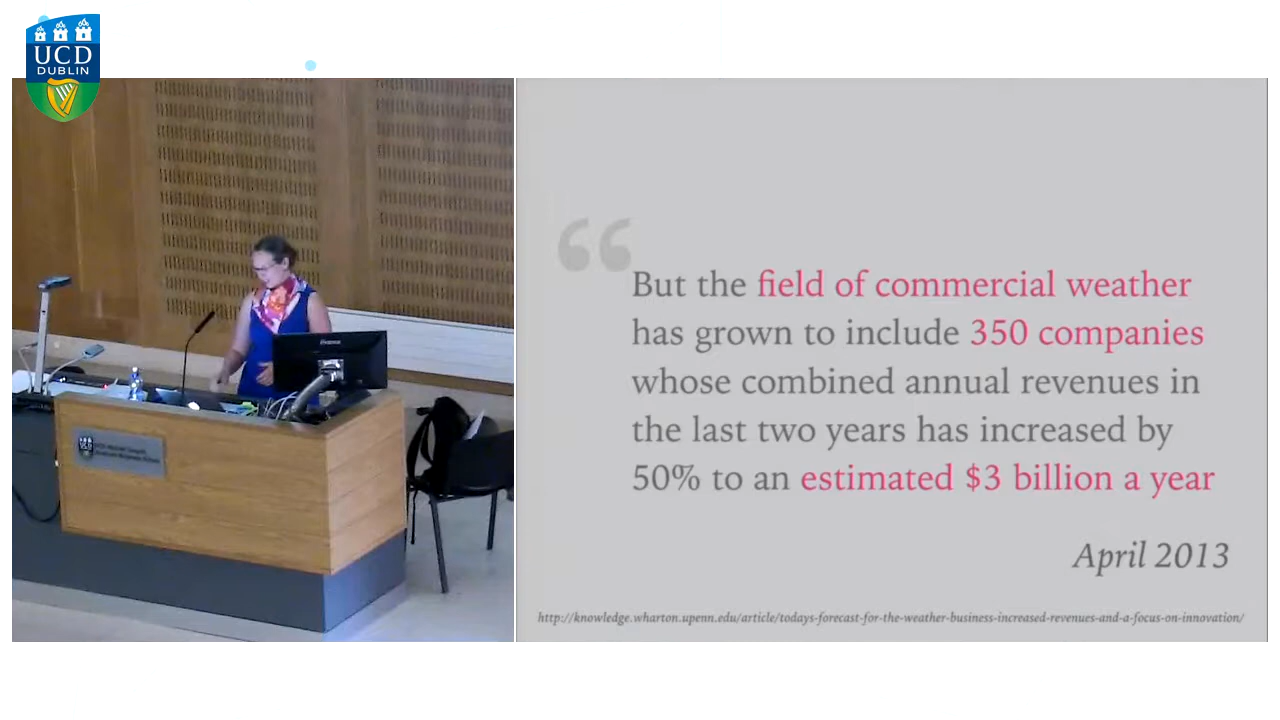 UCD
DUBLIN
“
But the field of commercial weather
has grown to include 350 companies
whose combined annual revenues in
the last two years has increased by
50% to an estimated $3 billion a year
April 2013
http://knowledge.wharton.upenn.edu/article/todays-forecast-for-the-weather-business-increased-revenues-and-a-focus-on-innovation/